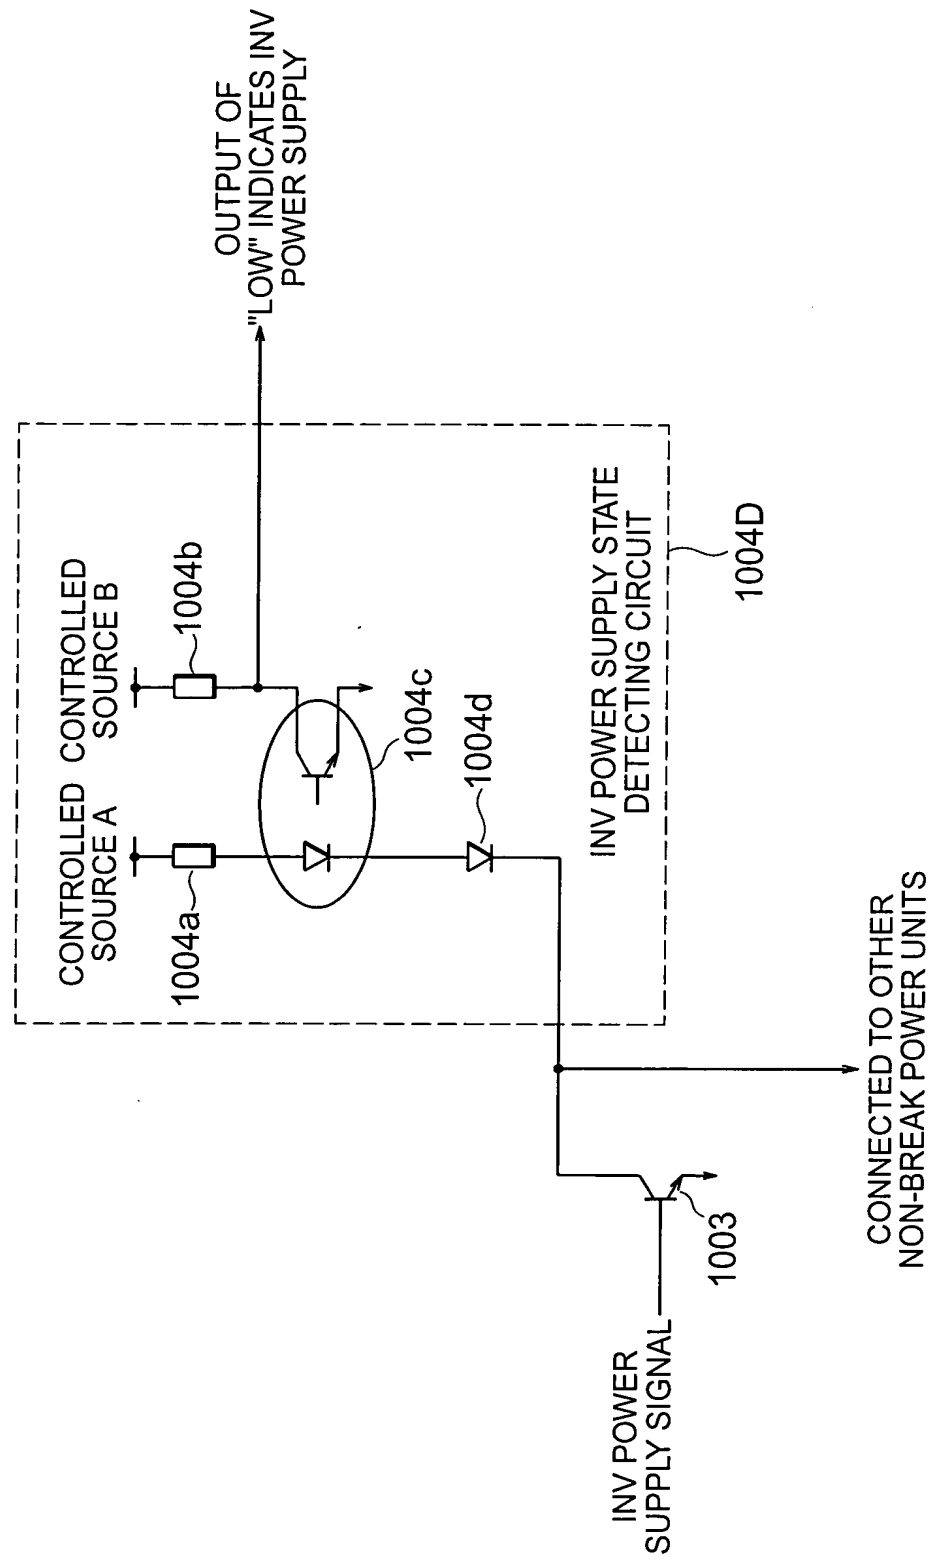 OUTPUT OF
"LOW" INDICATES INV
POWER SUPPLY
CONTROLLED
SOURCE A
CONTROLLED
SOURCE B
1004a
1004b
1004c
1004d
INV POWER SUPPLY STATE
DETECTING CIRCUIT
1004D
INV POWER
SUPPLY SIGNAL
1003
CONNECTED TO OTHER
NON-BREAK POWER UNITS